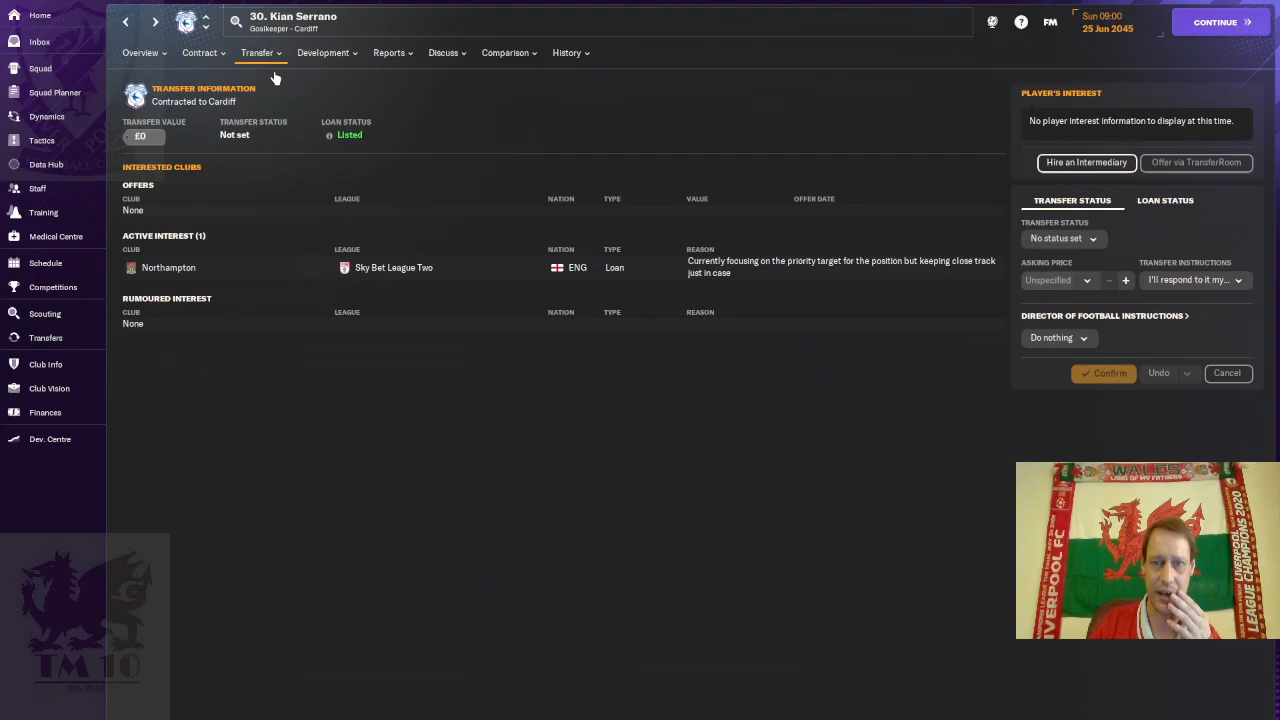 Home
Inbox
Squad
Squad Planner
Dynamics
Tactics
Data Hub
Staff
Training
Medical Centre
Schedule
Competitions
Scouting
Transfers
Club Info
Club Vision
Finances
Dev. Centre
TM 10
30. Kian Serrano
Goalkeeper - Cardiff
FM
Sun 09:00
25 Jun 2045
CONTINUE
Overview
Contract
Transfer
Development
Reports
Discuss
Comparison
History
TRANSFER INFORMATION
Contracted to Cardiff
TRANSFER VALUE TRANSFER STATUS LOAN STATUS
£0 Not set Listed
INTERESTED CLUBS
OFFERS
CLUB LEAGUE NATION TYPE VALUE OFFER DATE
None
ACTIVE INTEREST (1)
CLUB LEAGUE NATION TYPE REASON
Northampton Sky Bet League Two ENG Loan Currently focusing on the priority target for the position but keeping close track
just in case
RUMOURED INTEREST
CLUB LEAGUE NATION TYPE REASON
None
PLAYER'S INTEREST
No player interest information to display at this time.
Hire an Intermediary Offer via TransferRoom
TRANSFER STATUS LOAN STATUS
TRANSFER STATUS
No status set
ASKING PRICE TRANSFER INSTRUCTIONS
Unspecified - + I'll respond to it my...
DIRECTOR OF FOOTBALL INSTRUCTIONS >
Do nothing
Confirm Undo Cancel
WALES
LAND OF MY FATHERS
LIVERPOOL FC
LIVERPOOL
LEAGUE CHAMPIONS 2020